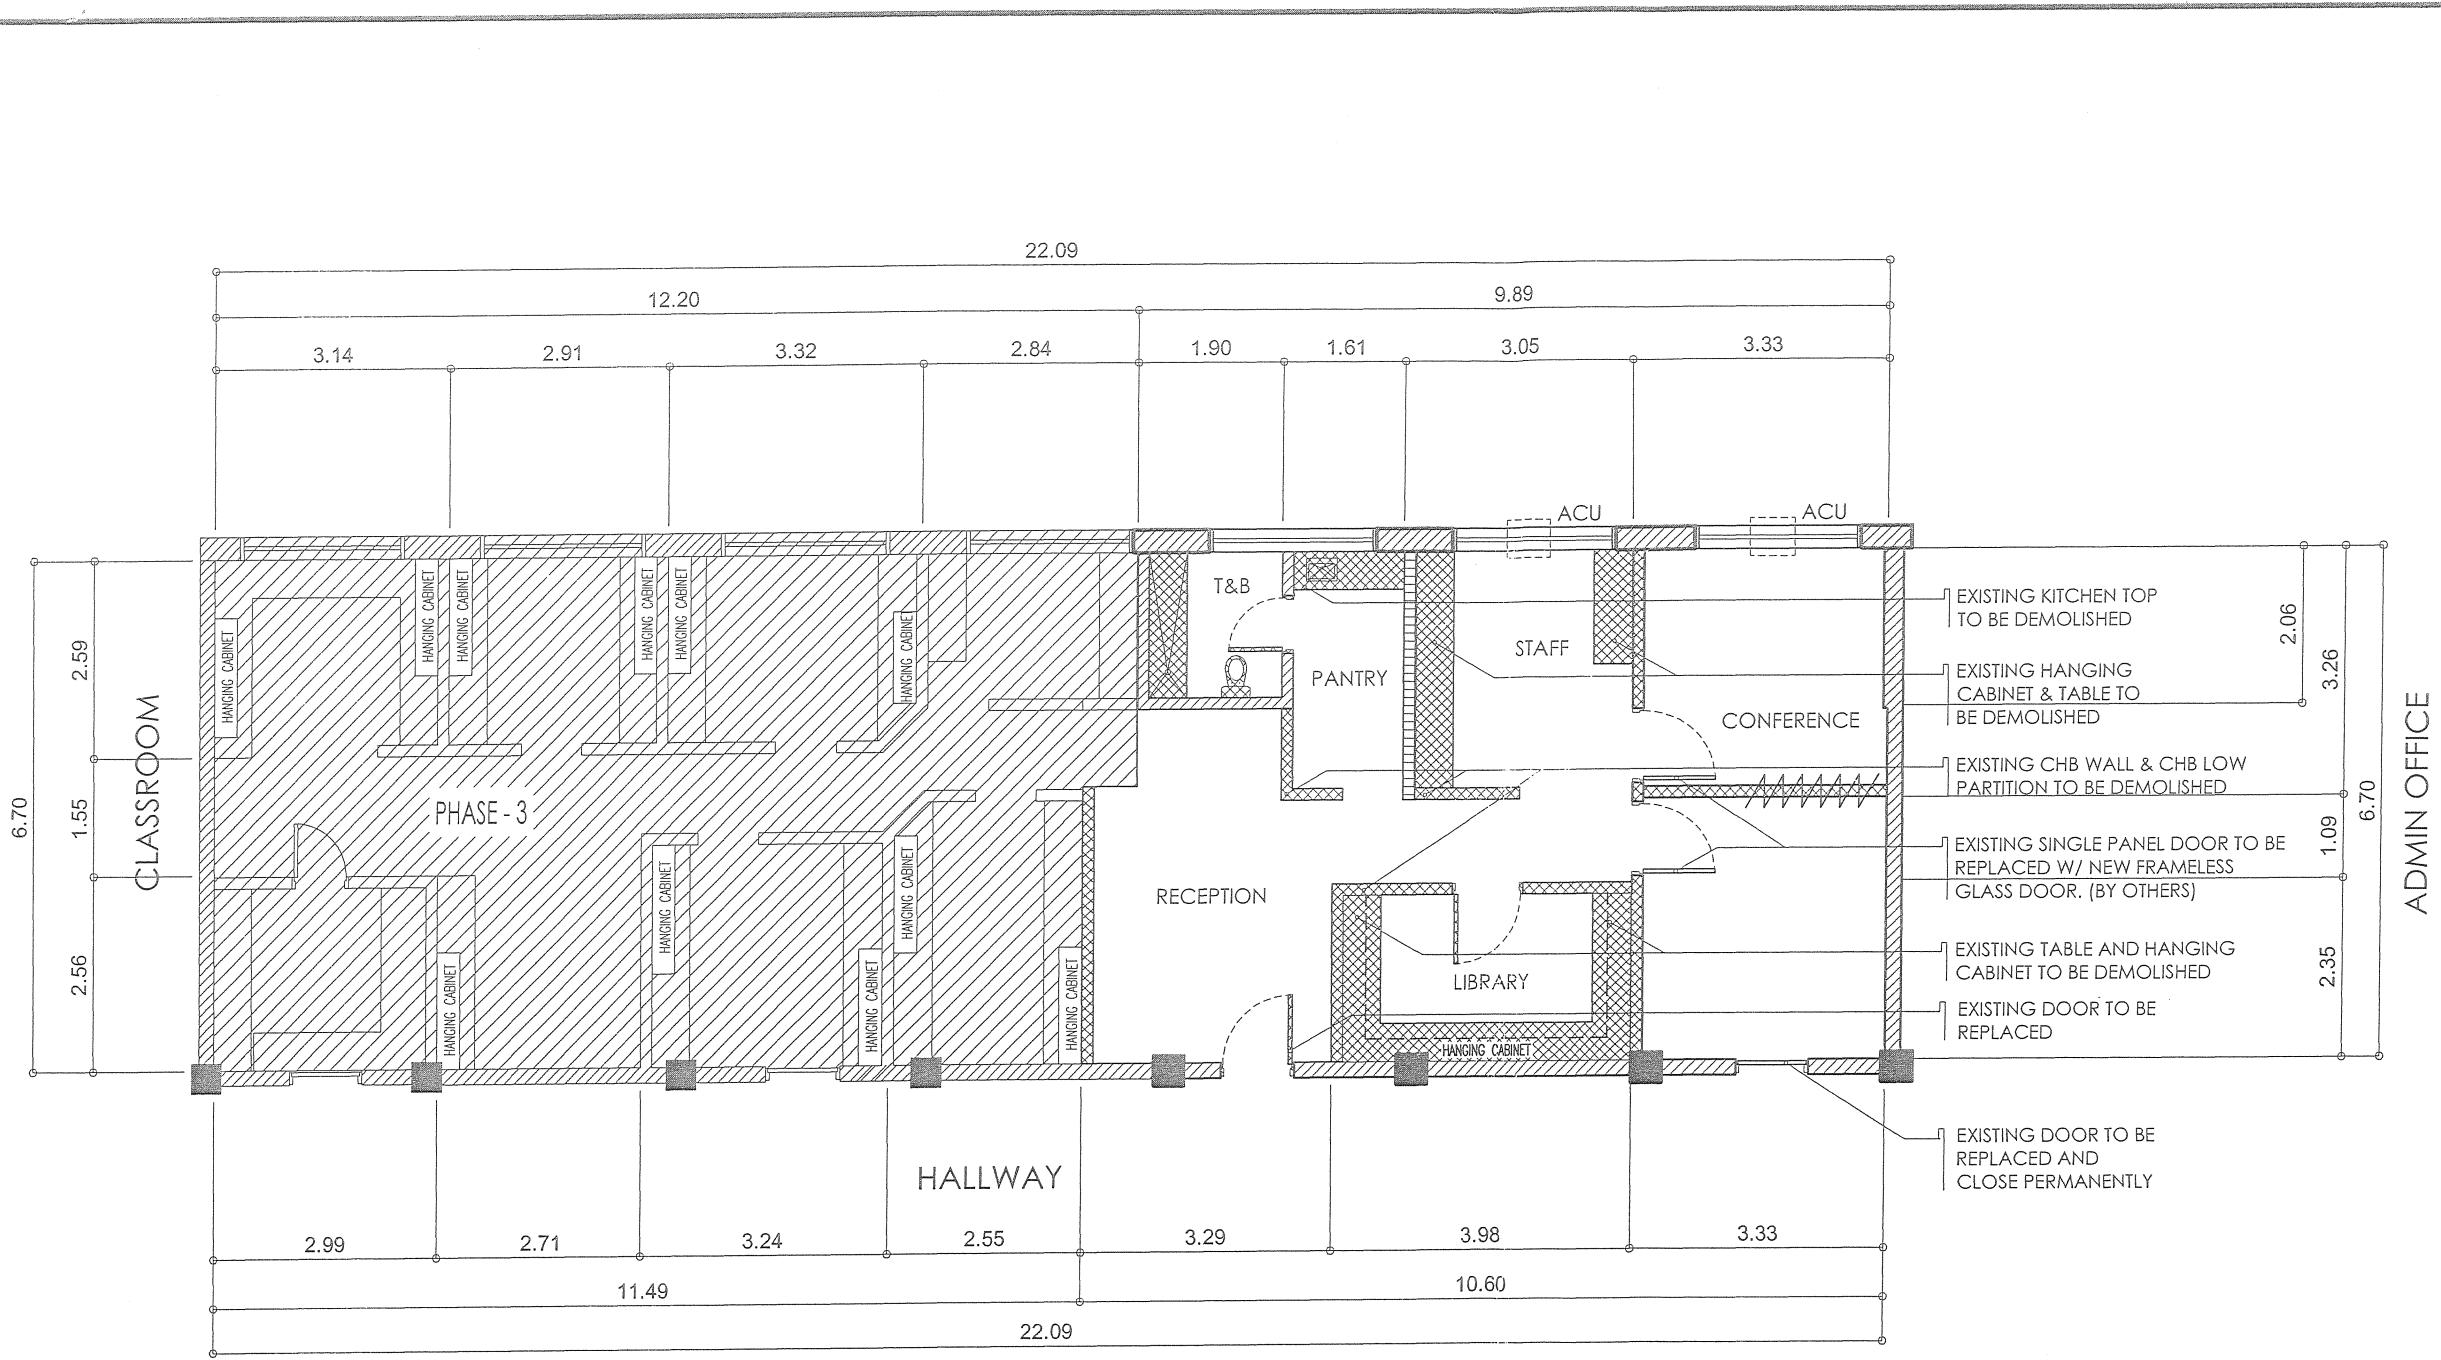 22.09
12.20
9.89
3.14
2.91
3.32
2.84
1.90
1.61
3.05
3.33
ACU
ACU
T&B
PANTRY
STAFF
CONFERENCE
HANGING CABINET
HANGING CABINET
HANGING CABINET
HANGING CABINET
HANGING CABINET
HANGING CABINET
PHASE - 3
RECEPTION
LIBRARY
HANGING CABINET
HANGING CABINET
HANGING CABINET
HANGING CABINET
HANGING CABINET
HANGING CABINET
CLASSROOM
6.70
2.59
1.55
2.56
EXISTING KITCHEN TOP
TO BE DEMOLISHED
EXISTING HANGING
CABINET & TABLE TO
BE DEMOLISHED
EXISTING CHB WALL & CHB LOW
PARTITION TO BE DEMOLISHED
EXISTING SINGLE PANEL DOOR TO BE
REPLACED W/ NEW FRAMELESS
GLASS DOOR. (BY OTHERS)
EXISTING TABLE AND HANGING
CABINET TO BE DEMOLISHED
EXISTING DOOR TO BE
REPLACED
EXISTING DOOR TO BE
REPLACED AND
CLOSE PERMANENTLY
2.06
3.26
1.09
2.35
6.70
ADMIN OFFICE
HALLWAY
2.99
2.71
3.24
2.55
3.29
3.98
3.33
11.49
10.60
22.09